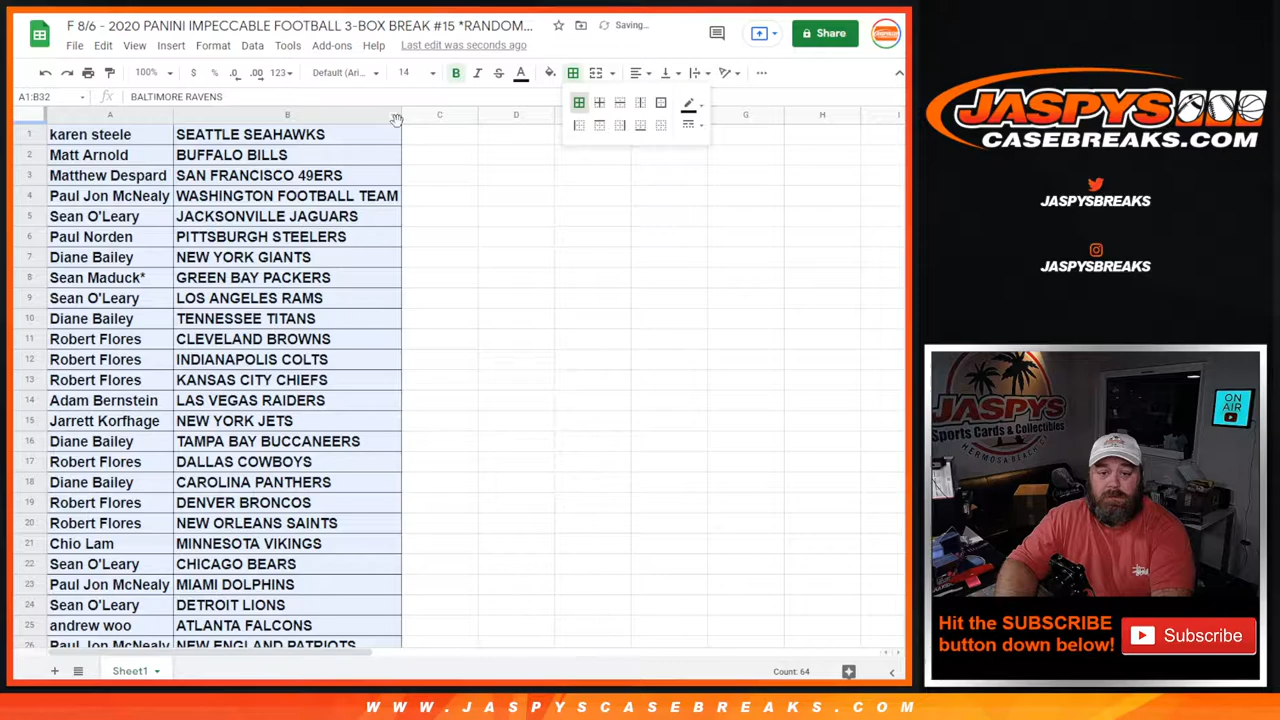 F 8/6 - 2020 PANINI IMPECCABLE FOOTBALL 3-BOX BREAK #15 *RANDOM...
Saving...
Share
File Edit View Insert Format Data Tools Add-ons Help Last edit was seconds ago
100% $ % .0 .00 123 Default (Ari... 14 B I S A
A1:B32 fx BALTIMORE RAVENS
A B C D G H I
1 karen steele SEATTLE SEAHAWKS
2 Matt Arnold BUFFALO BILLS
3 Matthew Despard SAN FRANCISCO 49ERS
4 Paul Jon McNealy WASHINGTON FOOTBALL TEAM
5 Sean O'Leary JACKSONVILLE JAGUARS
6 Paul Norden PITTSBURGH STEELERS
7 Diane Bailey NEW YORK GIANTS
8 Sean Maduck* GREEN BAY PACKERS
9 Sean O'Leary LOS ANGELES RAMS
10 Diane Bailey TENNESSEE TITANS
11 Robert Flores CLEVELAND BROWNS
12 Robert Flores INDIANAPOLIS COLTS
13 Robert Flores KANSAS CITY CHIEFS
14 Adam Bernstein LAS VEGAS RAIDERS
15 Jarrett Korfhage NEW YORK JETS
16 Diane Bailey TAMPA BAY BUCCANEERS
17 Robert Flores DALLAS COWBOYS
18 Diane Bailey CAROLINA PANTHERS
19 Robert Flores DENVER BRONCOS
20 Robert Flores NEW ORLEANS SAINTS
21 Chio Lam MINNESOTA VIKINGS
22 Sean O'Leary CHICAGO BEARS
23 Paul Jon McNealy MIAMI DOLPHINS
24 Sean O'Leary DETROIT LIONS
25 andrew woo ATLANTA FALCONS
26 Paul Jon McNealy NEW ENGLAND PATRIOTS
Sheet1
Count: 64
JASPYS
CASEBREAKS.COM
JASPYSBREAKS
JASPYSBREAKS
JASPYS
Sports Cards & Collectibles
HERMOSA BEACH
ON
AIR
Hit the SUBSCRIBE
button down below!
Subscribe
WWW.JASPYSCASEBREAKS.COM